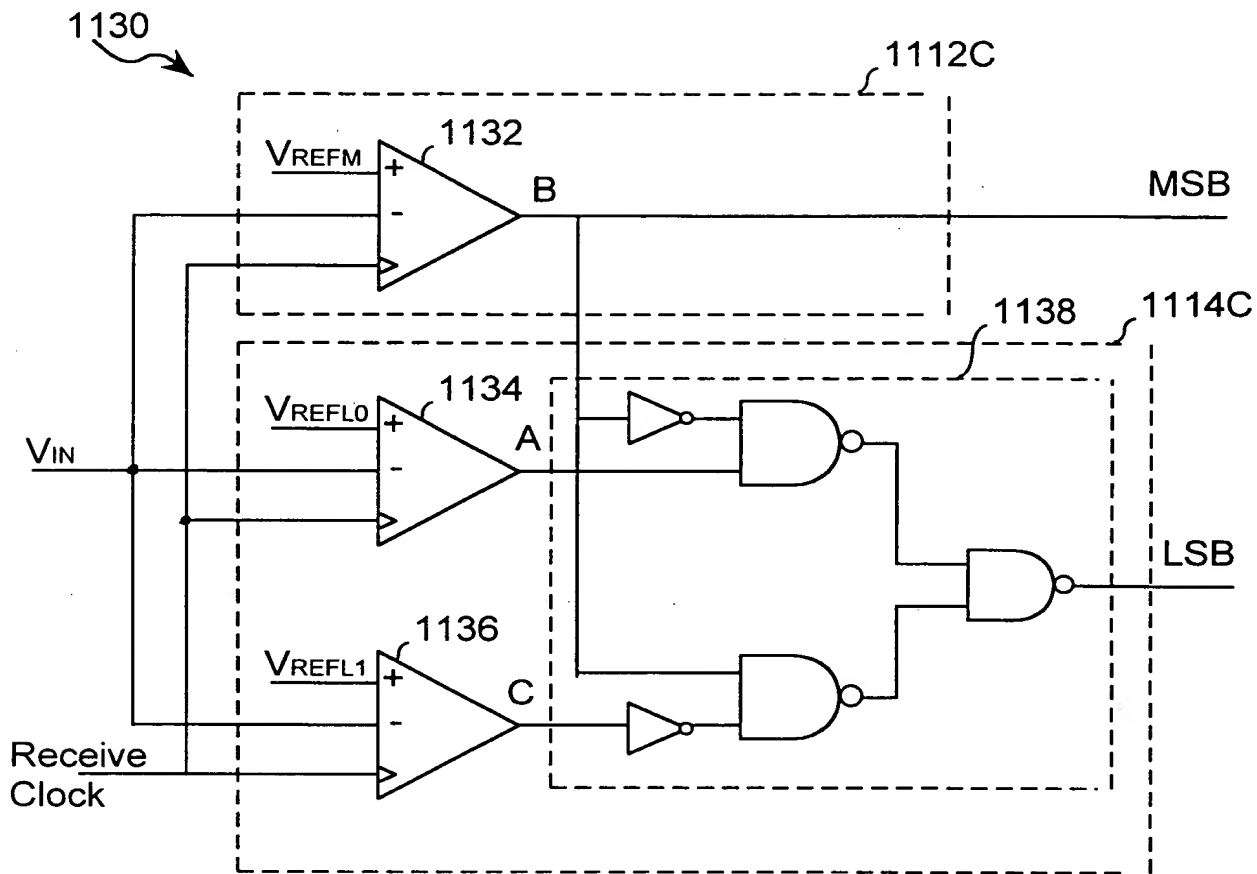 1130
1112C
VREFM
+
-
1132
B
MSB
1114C
1138
VREFL0
+
-
1134
A
VIN
LSB
VREFL1
+
-
1136
C
Receive
Clock